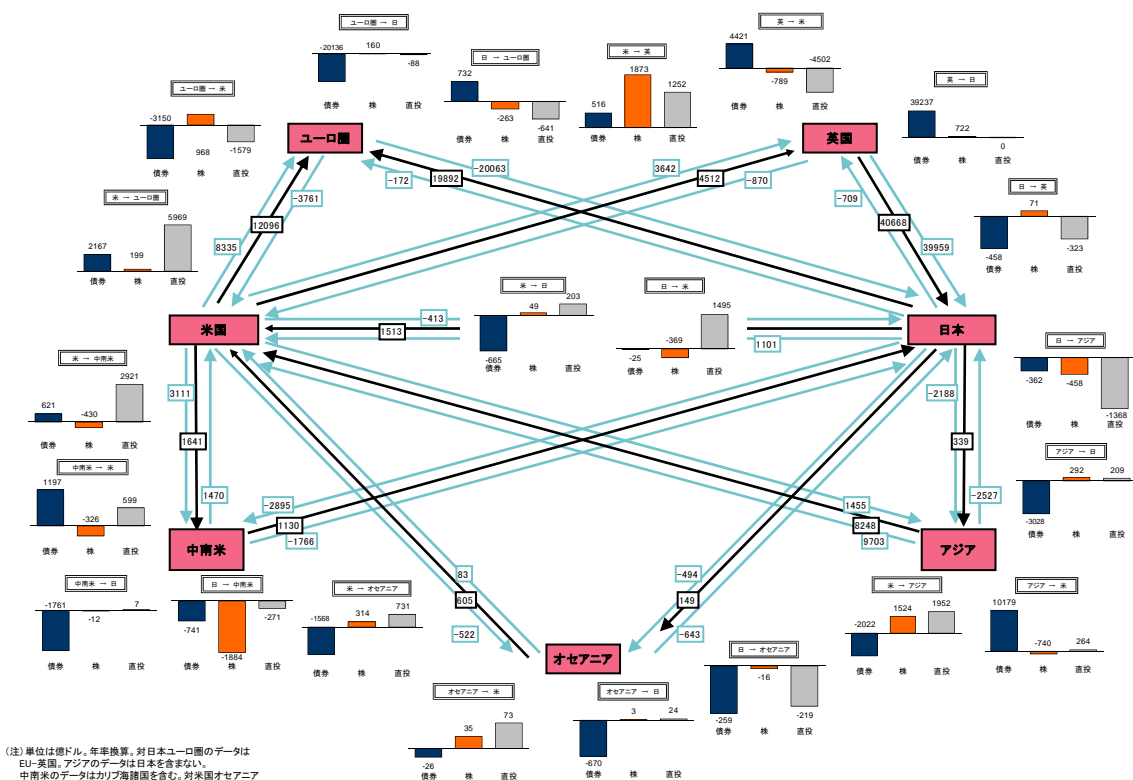 ユーロ圏 → 日
-20136
160
-88
債券 株 直投
日 → ユーロ圏
732
-263
-641
債券 株 直投
米 → 英
516
1873
1252
債券 株 直投
英 → 米
4421
-789
-4502
債券 株 直投
英 → 日
39237
722
0
債券 株 直投
ユーロ圏 → 米
-3150
968
-1579
債券 株 直投
米 → ユーロ圏
2167
199
5969
債券 株 直投
日 → 英
-458
71
-323
債券 株 直投
ユーロ圏
英国
-172
19892
-20063
3642
4512
-870
-709
40668
39959
8335
12096
-3761
米国
日本
-413
1513
1101
米 → 日
-665
49
203
債券 株 直投
日 → 米
-25
-369
1495
債券 株 直投
米 → 中南米
621
-430
2921
債券 株 直投
日 → アジア
-362
-458
-1368
債券 株 直投
中南米 → 米
1197
-326
599
債券 株 直投
アジア → 日
-3028
292
209
債券 株 直投
3111
1641
1470
-2188
339
-2527
-2895
1130
-1766
1455
8248
9703
中南米
アジア
83
605
-522
-494
149
-643
オセアニア
中南米 → 日
-1761
-12
7
債券 株 直投
日 → 中南米
-741
-1884
-271
債券 株 直投
米 → オセアニア
-1568
314
731
債券 株 直投
米 → アジア
-2022
1524
1952
債券 株 直投
アジア → 米
10179
-740
264
債券 株 直投
オセアニア → 米
-26
35
73
債券 株 直投
オセアニア → 日
-670
3
24
債券 株 直投
日 → オセアニア
-259
-16
-219
債券 株 直投
(注)単位は億ドル。年率換算。対日本ユーロ圏のデータは
EU-英国。アジアのデータは日本を含まない。
中南米のデータはカリブ海諸国を含む。対米国オセアニア